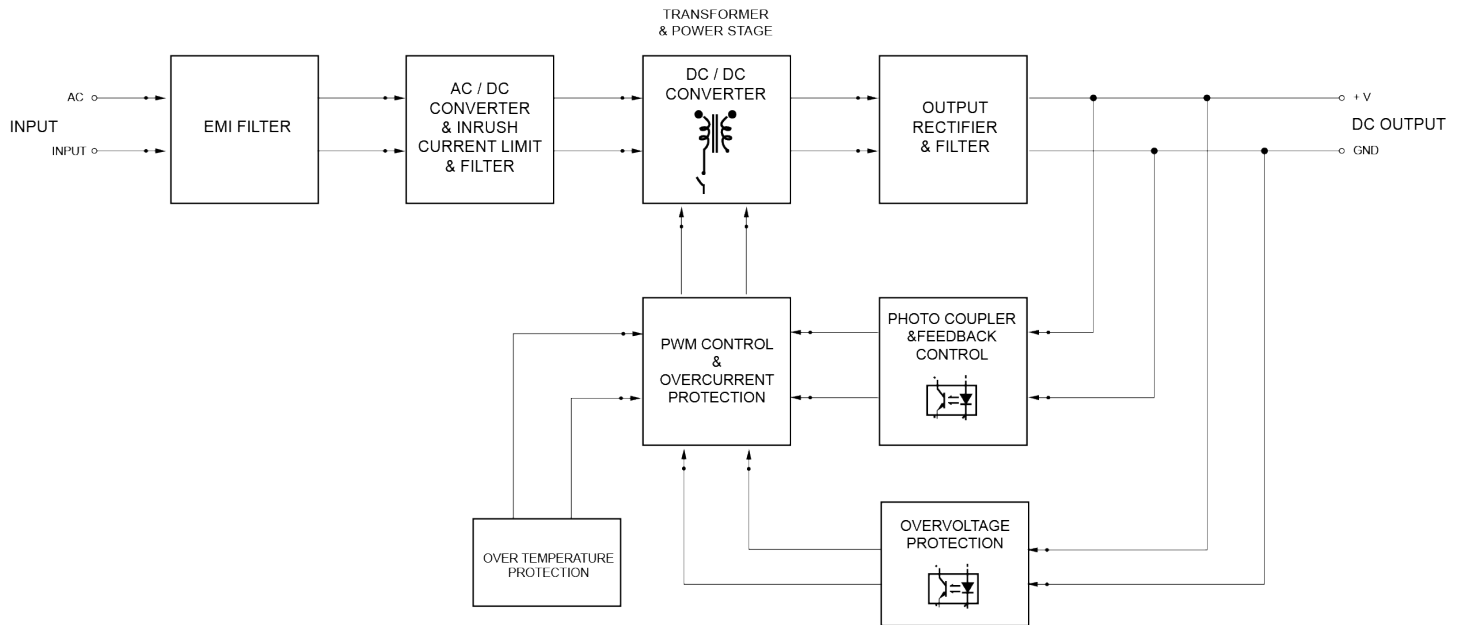 TRANSFORMER
& POWER STAGE
INPUT
AC
INPUT
EMI FILTER
AC / DC
CONVERTER
& INRUSH
CURRENT LIMIT
& FILTER
DC / DC
CONVERTER
OUTPUT
RECTIFIER
& FILTER
+ V
DC OUTPUT
GND
PWM CONTROL
&
OVERCURRENT
PROTECTION
PHOTO COUPLER
&FEEDBACK
CONTROL
OVER TEMPERATURE
PROTECTION
OVERVOLTAGE
PROTECTION